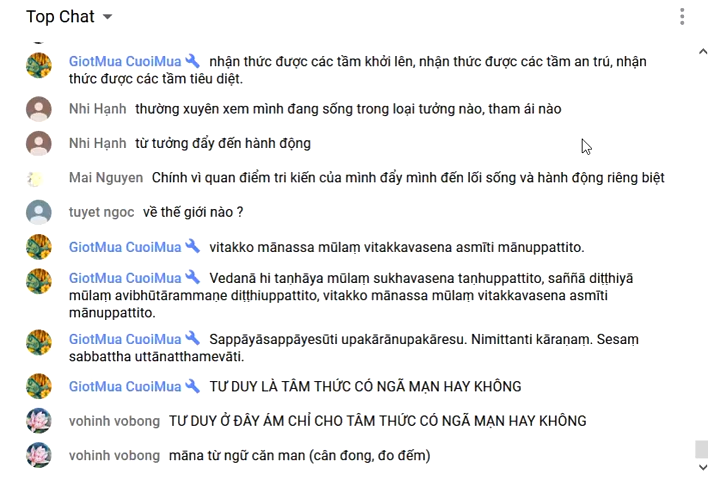 Top Chat
GiotMua CuoiMua nhận thức được các tầm khởi lên, nhận thức được các tầm an trú, nhận
thức được các tầm tiêu diệt.
Nhi Hạnh thường xuyên xem mình đang sống trong loại tưởng nào, tham ái nào
Nhi Hạnh từ tưởng đẩy đến hành động
Mai Nguyen Chính vì quan điểm tri kiến của mình đẩy mình đến lối sống và hành động riêng biệt
tuyet ngoc về thế giới nào ?
GiotMua CuoiMua vitakko mānassa mūlaṃ vitakkavasena asmīti mānuppattito.
GiotMua CuoiMua Vedanā hi taṇhāya mūlaṃ sukhavasena taṇhuppattito, saññā diṭṭhiyā
mūlaṃ avibhūtārammaṇe diṭṭhiuppattito, vitakko mānassa mūlaṃ vitakkavasena asmīti
mānuppattito.
GiotMua CuoiMua Sappāyāsappāyesūti upakārānupakāresu. Nimittanti kāraṇaṃ. Sesaṃ
sabbattha uttānatthamevāti.
GiotMua CuoiMua TƯ DUY LÀ TÂM THỨC CÓ NGÃ MẠN HAY KHÔNG
vohinh vobong TƯ DUY Ở ĐÂY ÁM CHỈ CHO TÂM THỨC CÓ NGÃ MẠN HAY KHÔNG
vohinh vobong māna từ ngữ căn man (cân đong, đo đếm)